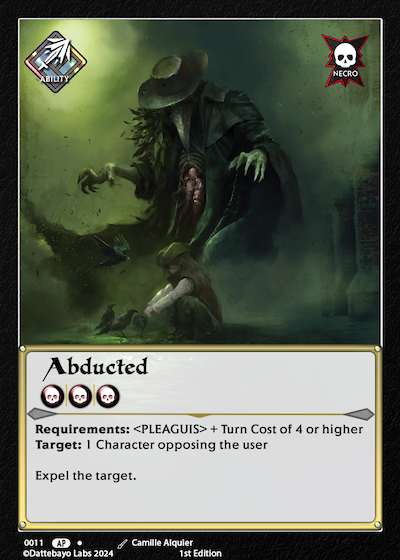 ABILITY
NECRO
Abducted
Requirements: <PLEAGUIS> + Turn Cost of 4 or higher
Target: 1 Character opposing the user
Expel the target.
0011 AP • Camille Alquier
©Dattebayo Labs 2024 1st Edition